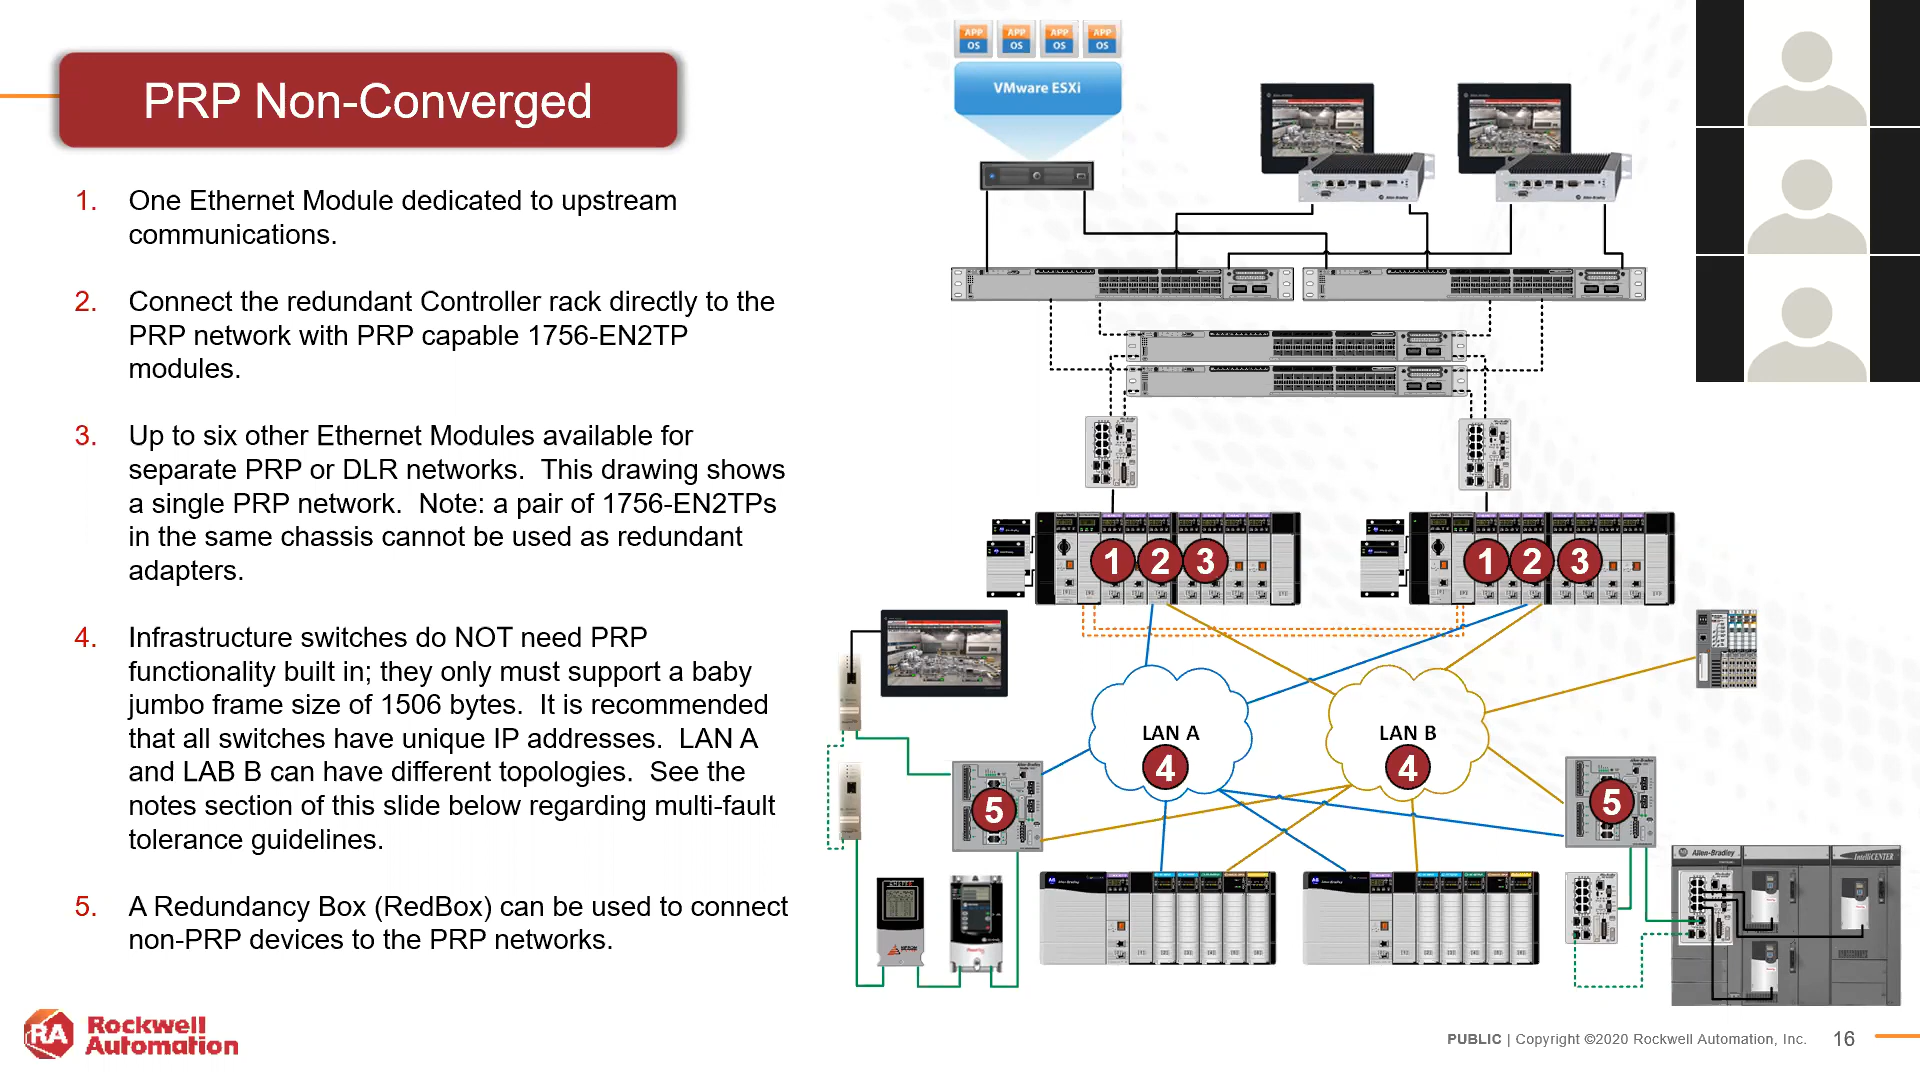 PRP Non-Converged
1. One Ethernet Module dedicated to upstream
communications.
2. Connect the redundant Controller rack directly to the
PRP network with PRP capable 1756-EN2TP
modules.
3. Up to six other Ethernet Modules available for
separate PRP or DLR networks.  This drawing shows
a single PRP network.  Note: a pair of 1756-EN2TPs
in the same chassis cannot be used as redundant
adapters.
4. Infrastructure switches do NOT need PRP
functionality built in; they only must support a baby
jumbo frame size of 1506 bytes.  It is recommended
that all switches have unique IP addresses.  LAN A
and LAB B can have different topologies.  See the
notes section of this slide below regarding multi-fault
tolerance guidelines.
5. A Redundancy Box (RedBox) can be used to connect
non-PRP devices to the PRP networks.
APP APP APP APP
OS OS OS OS
VMware ESXi
1 2 3
1 2 3
LAN A
4
LAN B
4
5
5
Allen-Bradley
IntelliCENTER
RA Rockwell
Automation
PUBLIC | Copyright ©2020 Rockwell Automation, Inc. 16